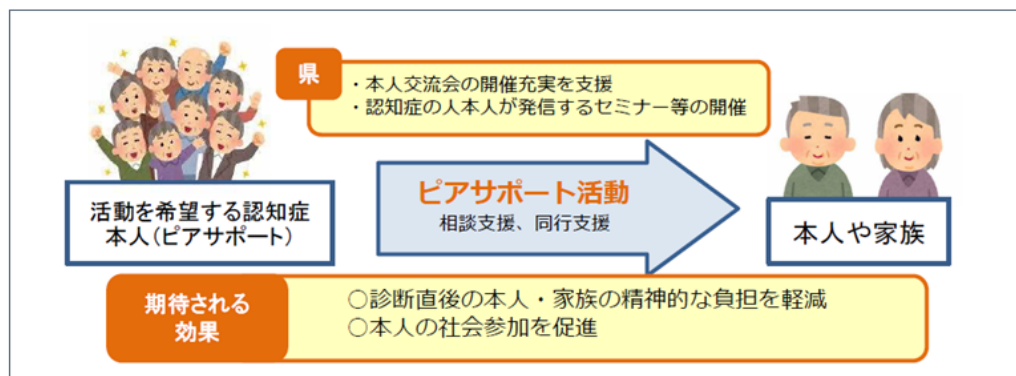 県
・本人交流会の開催充実を支援
・認知症の人本人が発信するセミナー等の開催
活動を希望する認知症
本人（ピアサポート）
ピアサポート活動
相談支援、同行支援
本人や家族
期待される
効果
○診断直後の本人・家族の精神的な負担を軽減
○本人の社会参加を促進